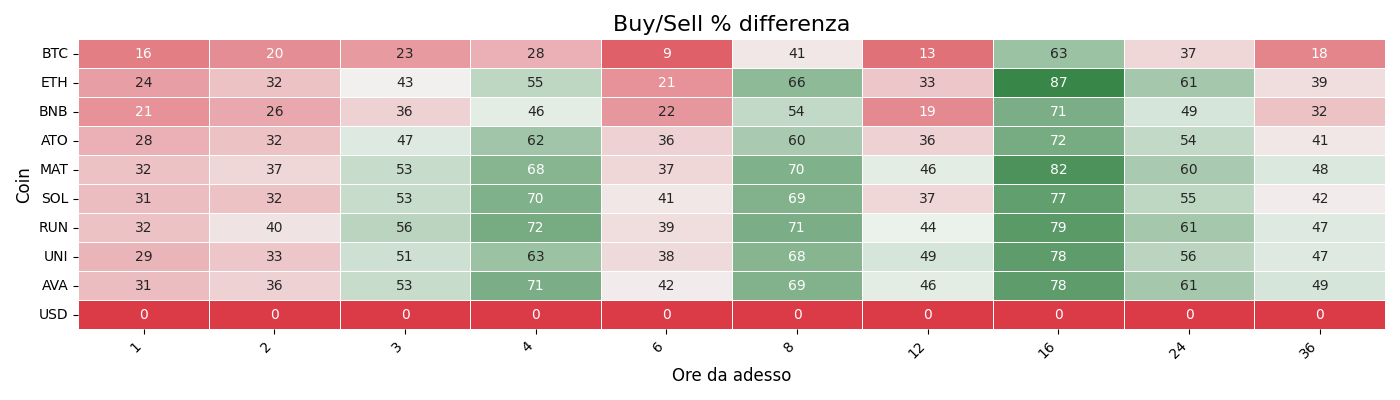 Buy/Sell % differenza
Coin
BTC 16 20 23 28 9 41 13 63 37 18
ETH 24 32 43 55 21 66 33 87 61 39
BNB 21 26 36 46 22 54 19 71 49 32
ATO 28 32 47 62 36 60 36 72 54 41
MAT 32 37 53 68 37 70 46 82 60 48
SOL 31 32 53 70 41 69 37 77 55 42
RUN 32 40 56 72 39 71 44 79 61 47
UNI 29 33 51 63 38 68 49 78 56 47
AVA 31 36 53 71 42 69 46 78 61 49
USD 0 0 0 0 0 0 0 0 0 0
1 2 3 4 6 8 12 16 24 36
Ore da adesso